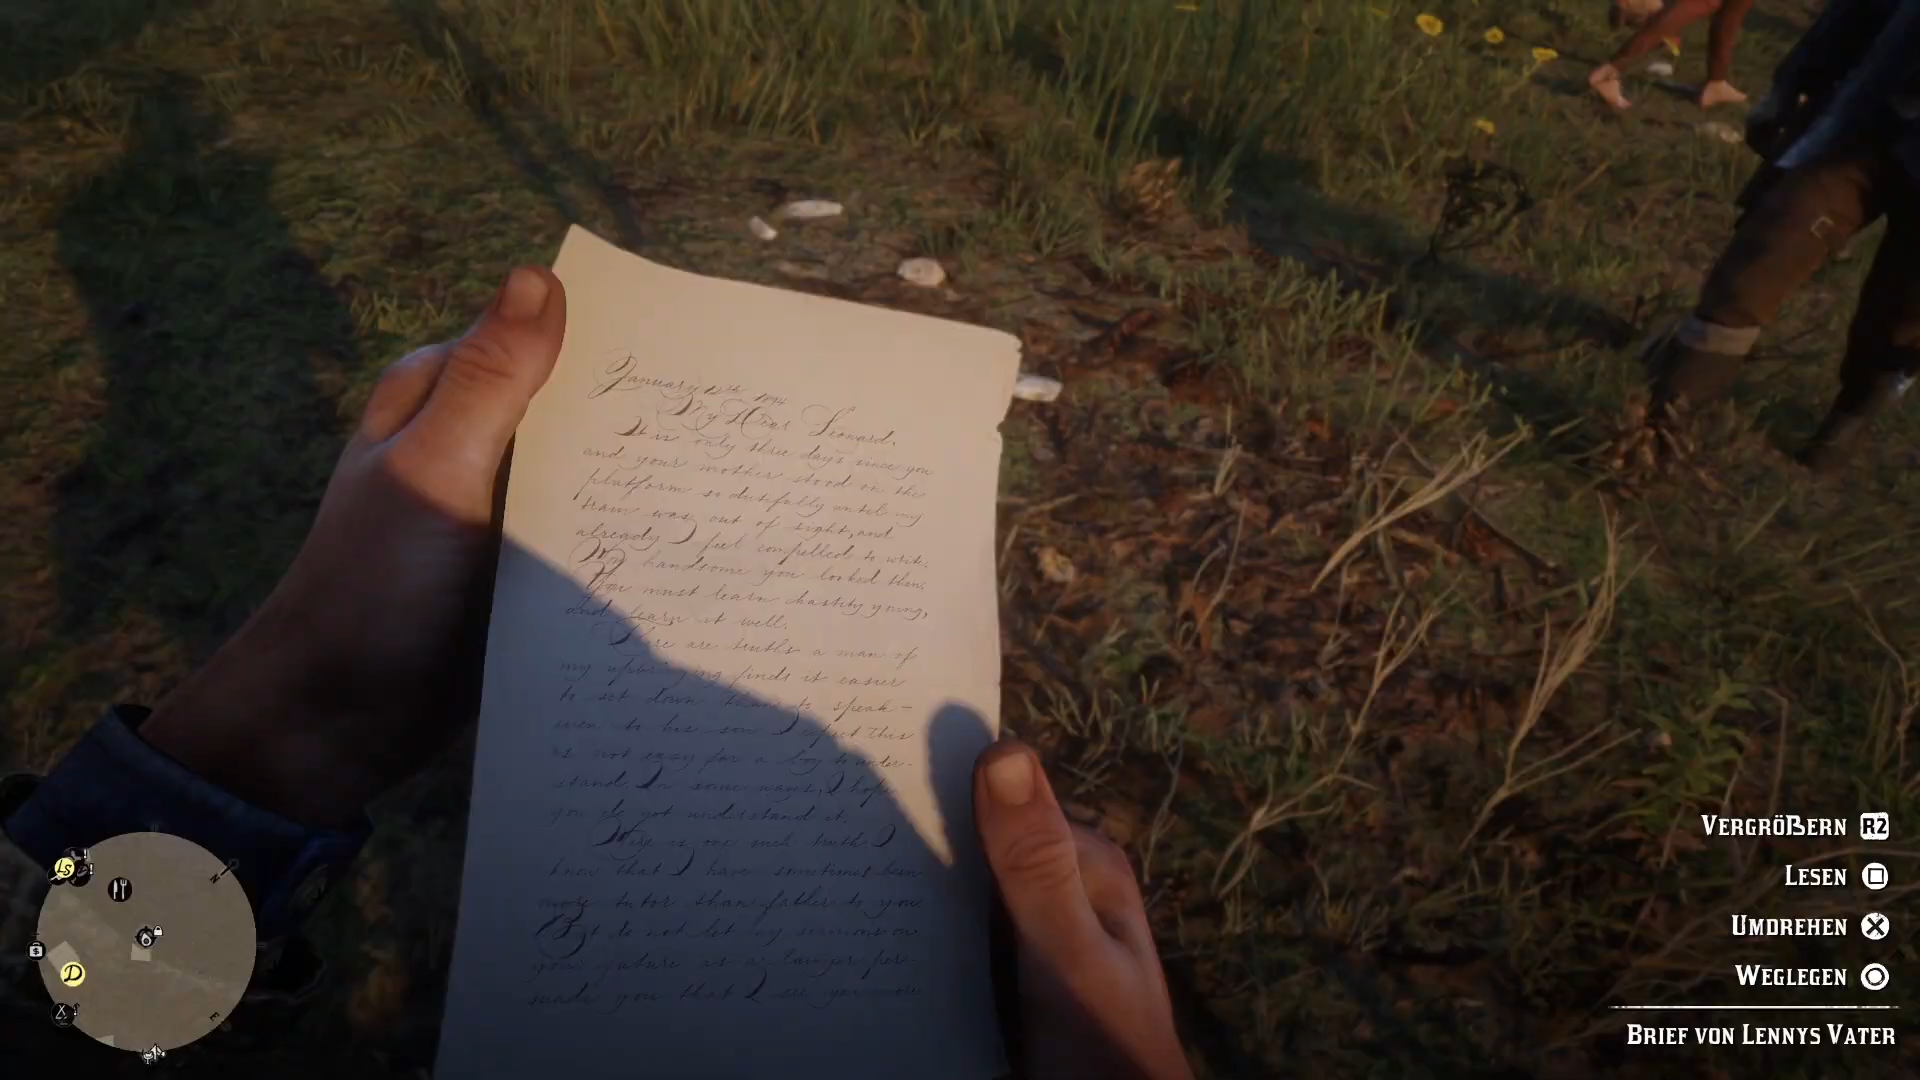 January 12th 1894
My Dear Leonard,
It is only three days since you
and your mother stood on the
platform so dutifully until my
train was out of sight, and
already I feel compelled to write.
How handsome you looked then.
You must learn chastity young,
and learn it well.
There are truths a man of
my upbringing finds it easier
to set down than to speak -
even to his son. I expect this
is not easy for a boy to under-
stand. In some ways, I hope
you do not understand it.
Here is one such truth. I
know that I have sometimes been
more tutor than father to you.
But do not let my sermons on
your future as a lawyer per-
suade you that I see you more
VERGRÖßERN R2
LESEN
UMDREHEN
WEGLEGEN
BRIEF VON LENNYS VATER
LS
D
N
E
X
$